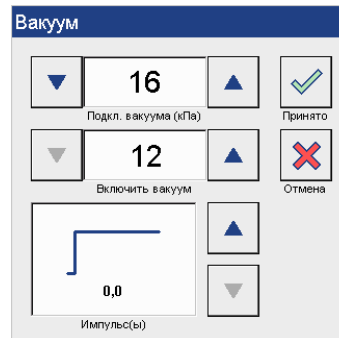 Вакуум
16
Подкл. вакуума (кПа)
Принято
12
Включить вакуум
Отмена
0,0
Импульс(ы)